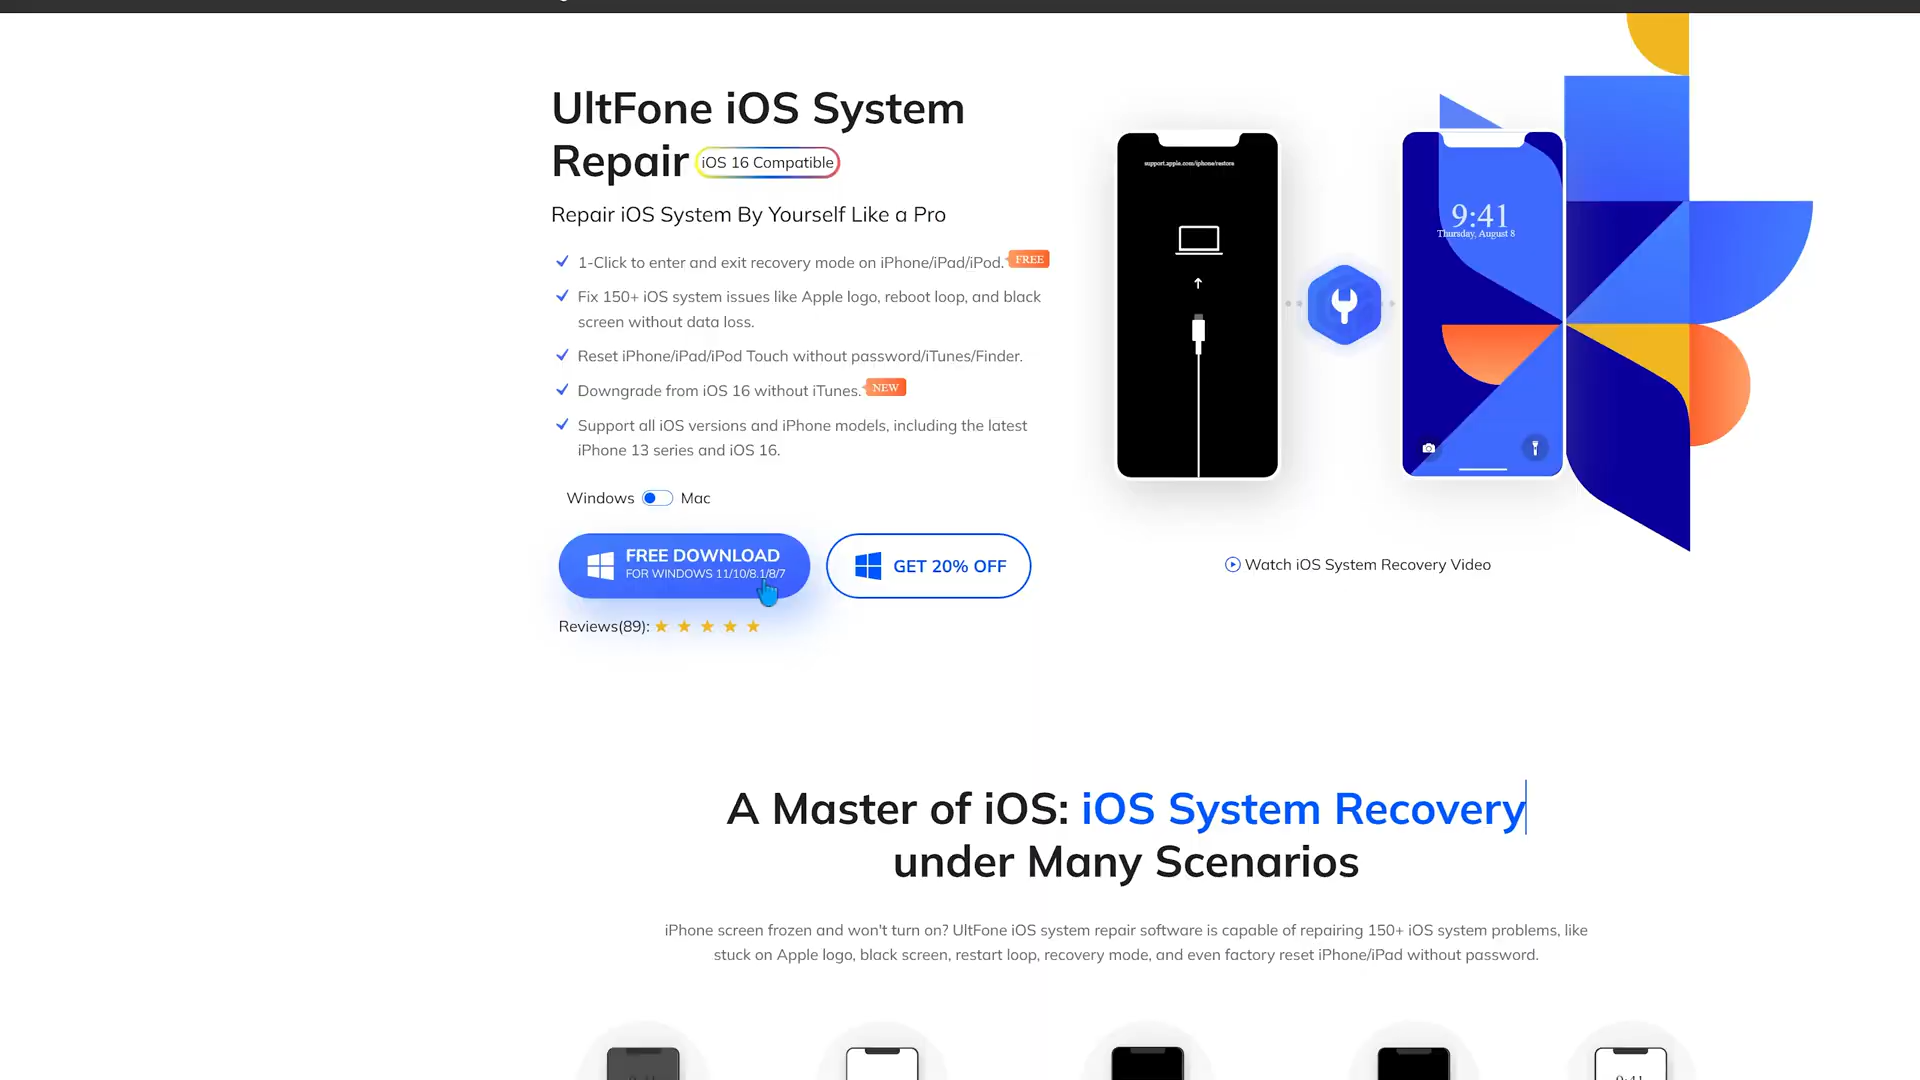 UltFone iOS System
Repair iOS 16 Compatible
Repair iOS System By Yourself Like a Pro
1-Click to enter and exit recovery mode on iPhone/iPad/iPod. FREE
Fix 150+ iOS system issues like Apple logo, reboot loop, and black
screen without data loss.
Reset iPhone/iPad/iPod Touch without password/iTunes/Finder.
Downgrade from iOS 16 without iTunes. NEW
Support all iOS versions and iPhone models, including the latest
iPhone 13 series and iOS 16.
Windows Mac
FREE DOWNLOAD
FOR WINDOWS 11/10/8.1/8/7
GET 20% OFF
Reviews(89):
support.apple.com/iphone/restore
9:41
Thursday, August 8
Watch iOS System Recovery Video
A Master of iOS: iOS System Recovery
under Many Scenarios
iPhone screen frozen and won't turn on? UltFone iOS system repair software is capable of repairing 150+ iOS system problems, like
stuck on Apple logo, black screen, restart loop, recovery mode, and even factory reset iPhone/iPad without password.